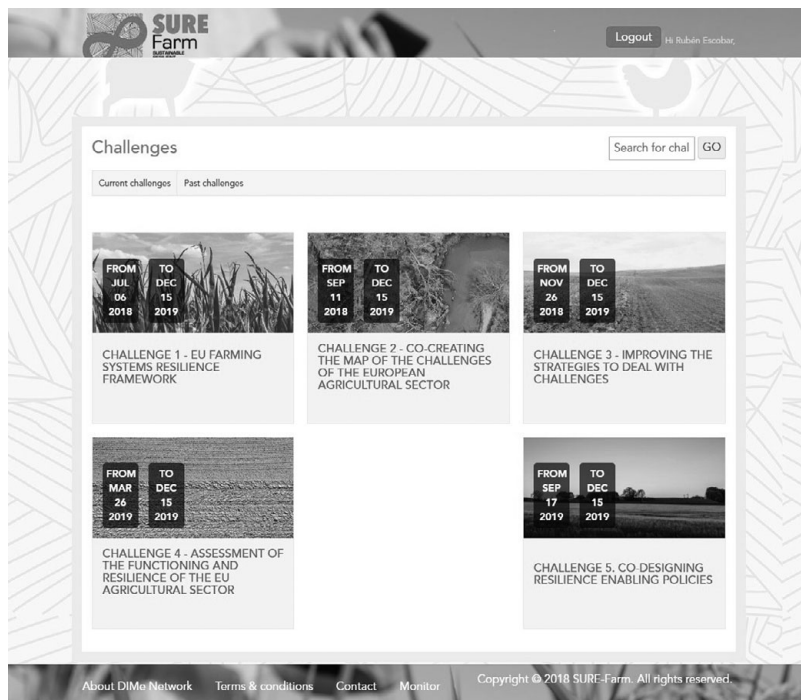 SURE
Farm
Logout
Hi Rubén Escobar,
Challenges
Search for chal
GO
Current challenges
Past challenges
FROM
JUL
06
2018
TO
DEC
15
2019
CHALLENGE 1 - EU FARMING
SYSTEMS RESILIENCE
FRAMEWORK
FROM
SEP
11
2018
TO
DEC
15
2019
CHALLENGE 2 - CO-CREATING
THE MAP OF THE CHALLENGES
OF THE EUROPEAN
AGRICULTURAL SECTOR
FROM
NOV
26
2018
TO
DEC
15
2019
CHALLENGE 3 - IMPROVING THE
STRATEGIES TO DEAL WITH
CHALLENGES
FROM
MAR
26
2019
TO
DEC
15
2019
CHALLENGE 4 - ASSESSMENT OF
THE FUNCTIONING AND
RESILIENCE OF THE EU
AGRICULTURAL SECTOR
FROM
SEP
17
2019
TO
DEC
15
2019
CHALLENGE 5. CO-DESIGNING
RESILIENCE ENABLING POLICIES
About DIMe Network
Terms & conditions
Contact
Monitor
Copyright © 2018 SURE-Farm. All rights reserved.